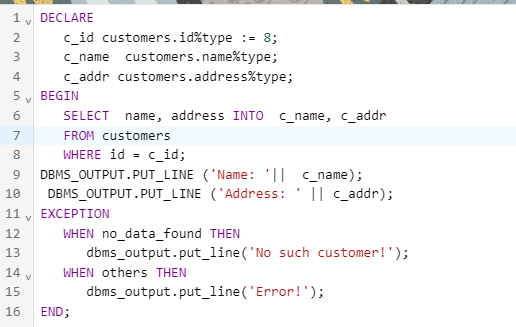 1 DECLARE
2 c_id customers.id%type := 8;
3 c_name  customers.name%type;
4 c_addr customers.address%type;
5 BEGIN
6 SELECT  name, address INTO  c_name, c_addr
7 FROM customers
8 WHERE id = c_id;
9 DBMS_OUTPUT.PUT_LINE ('Name: '||  c_name);
10 DBMS_OUTPUT.PUT_LINE ('Address: ' || c_addr);
11 EXCEPTION
12 WHEN no_data_found THEN
13 dbms_output.put_line('No such customer!');
14 WHEN others THEN
15 dbms_output.put_line('Error!');
16 END;